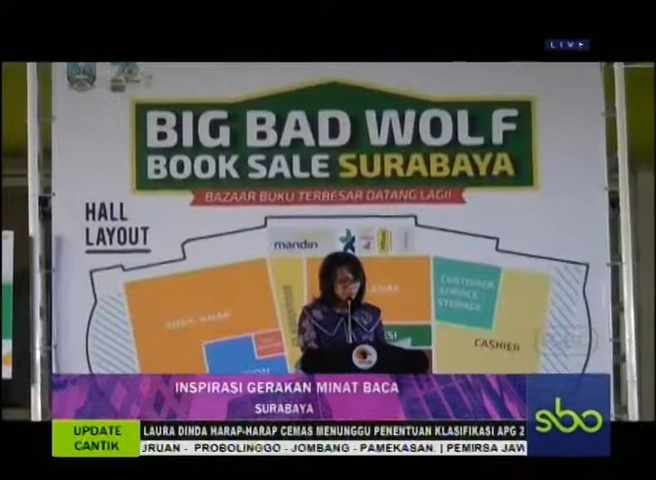 LIVE
BIG BAD WOLF
BOOK SALE SURABAYA
BAZAAR BUKU TERBESAR DATANG LAGI!
HALL
LAYOUT
mandiri
CUSTOMER
SERVICE
STORAGE
CASHIER
INSPIRASI GERAKAN MINAT BACA
SURABAYA
UPDATE
CANTIK
LAURA DINDA HARAP-HARAP CEMAS MENUNGGU PENENTUAN KLASIFIKASI APG 2
URUAN - PROBOLINGGO - JOMBANG - PAMEKASAN. | PEMIRSA JAW
sbo